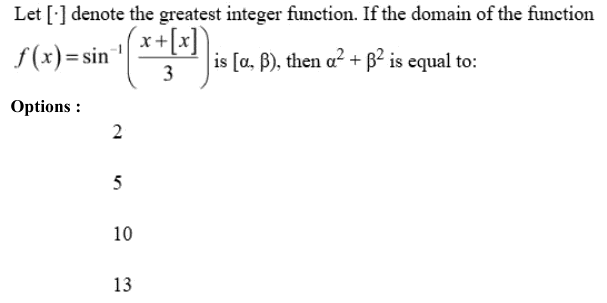 Let [·] denote the greatest integer function. If the domain of the function
f(x)=sin⁻¹((x+[x])/3) is [α, β), then α² + β² is equal to:
Options :
2
5
10
13